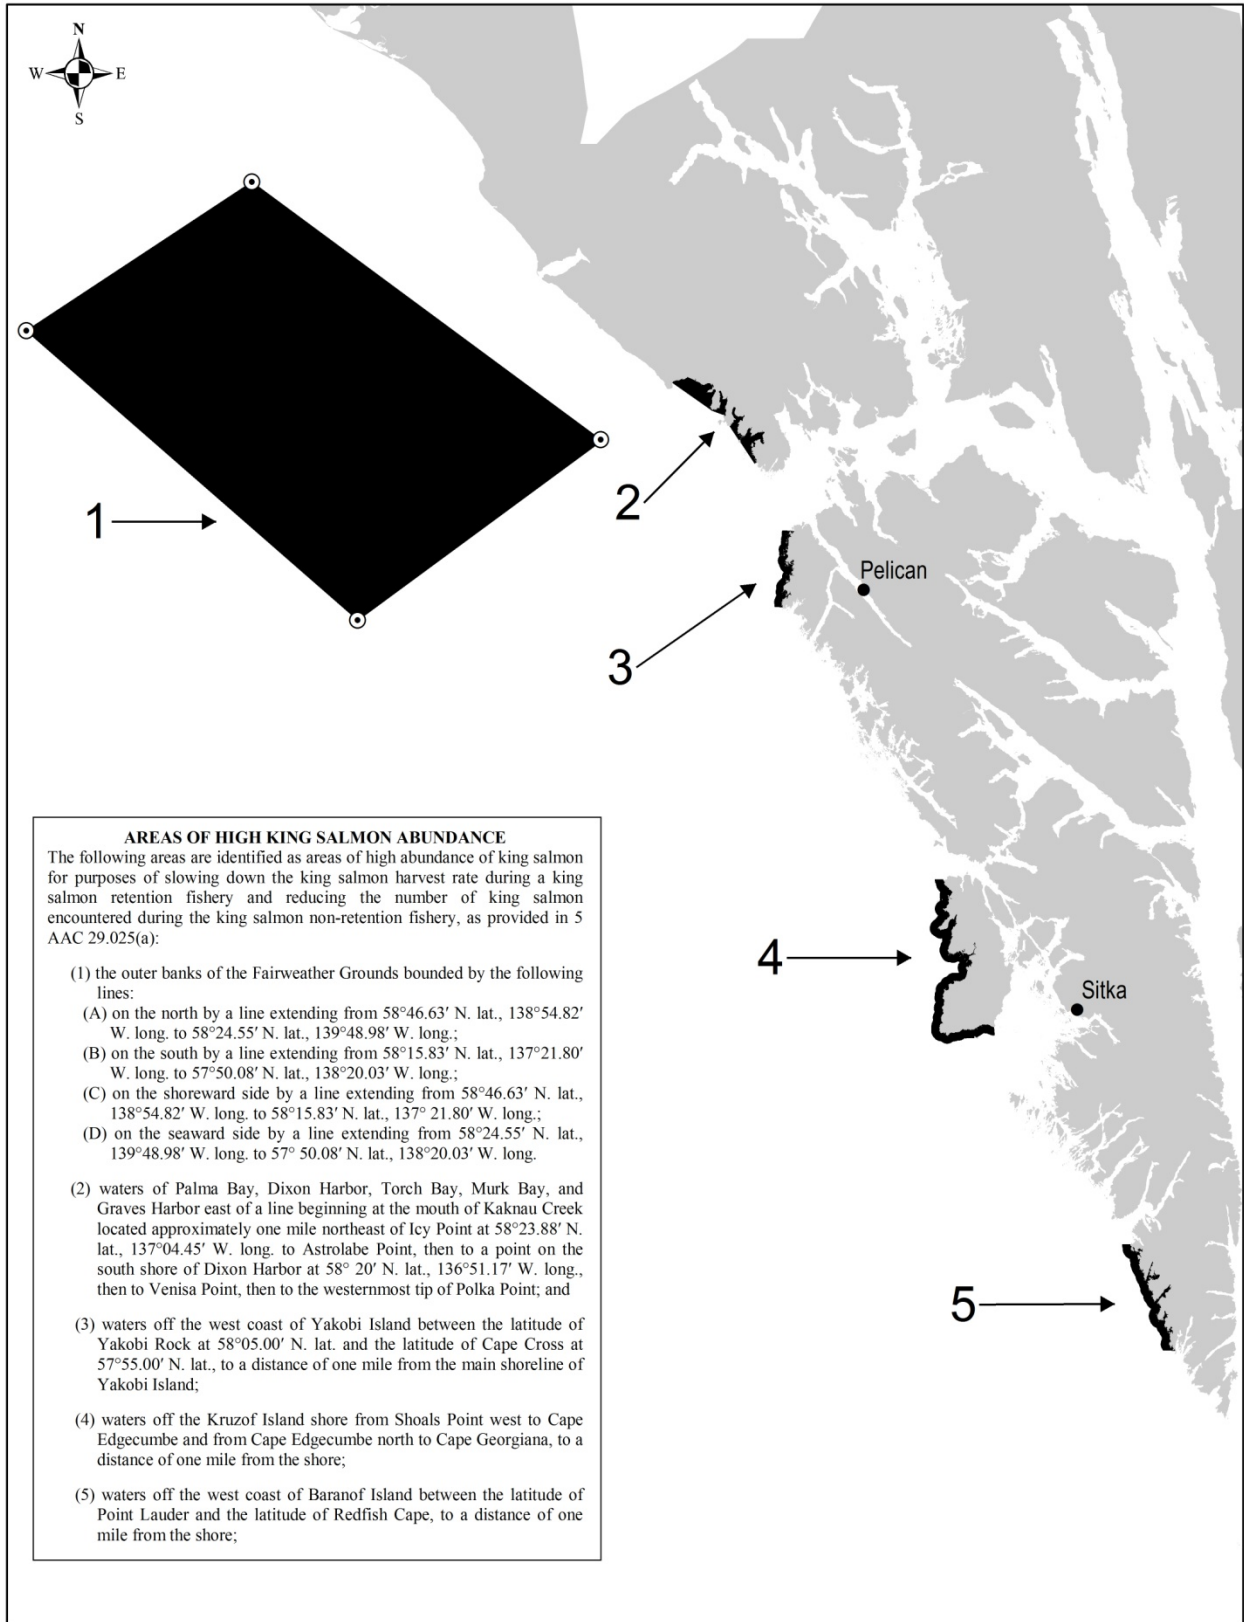 N
W E
S
1
2
3
Pelican
4
Sitka
5
AREAS OF HIGH KING SALMON ABUNDANCE
The following areas are identified as areas of high abundance of king salmon
for purposes of slowing down the king salmon harvest rate during a king
salmon retention fishery and reducing the number of king salmon
encountered during the king salmon non-retention fishery, as provided in 5
AAC 29.025(a):
(1) the outer banks of the Fairweather Grounds bounded by the following
lines:
(A) on the north by a line extending from 58°46.63′ N. lat., 138°54.82′
W. long. to 58°24.55′ N. lat., 139°48.98′ W. long.;
(B) on the south by a line extending from 58°15.83′ N. lat., 137°21.80′
W. long. to 57°50.08′ N. lat., 138°20.03′ W. long.;
(C) on the shoreward side by a line extending from 58°46.63′ N. lat.,
138°54.82′ W. long. to 58°15.83′ N. lat., 137° 21.80′ W. long.;
(D) on the seaward side by a line extending from 58°24.55′ N. lat.,
139°48.98′ W. long. to 57° 50.08′ N. lat., 138°20.03′ W. long.
(2) waters of Palma Bay, Dixon Harbor, Torch Bay, Murk Bay, and
Graves Harbor east of a line beginning at the mouth of Kaknau Creek
located approximately one mile northeast of Icy Point at 58°23.88′ N.
lat., 137°04.45′ W. long. to Astrolabe Point, then to a point on the
south shore of Dixon Harbor at 58° 20′ N. lat., 136°51.17′ W. long.,
then to Venisa Point, then to the westernmost tip of Polka Point; and
(3) waters off the west coast of Yakobi Island between the latitude of
Yakobi Rock at 58°05.00′ N. lat. and the latitude of Cape Cross at
57°55.00′ N. lat., to a distance of one mile from the main shoreline of
Yakobi Island;
(4) waters off the Kruzof Island shore from Shoals Point west to Cape
Edgecumbe and from Cape Edgecumbe north to Cape Georgiana, to a
distance of one mile from the shore;
(5) waters off the west coast of Baranof Island between the latitude of
Point Lauder and the latitude of Redfish Cape, to a distance of one
mile from the shore;